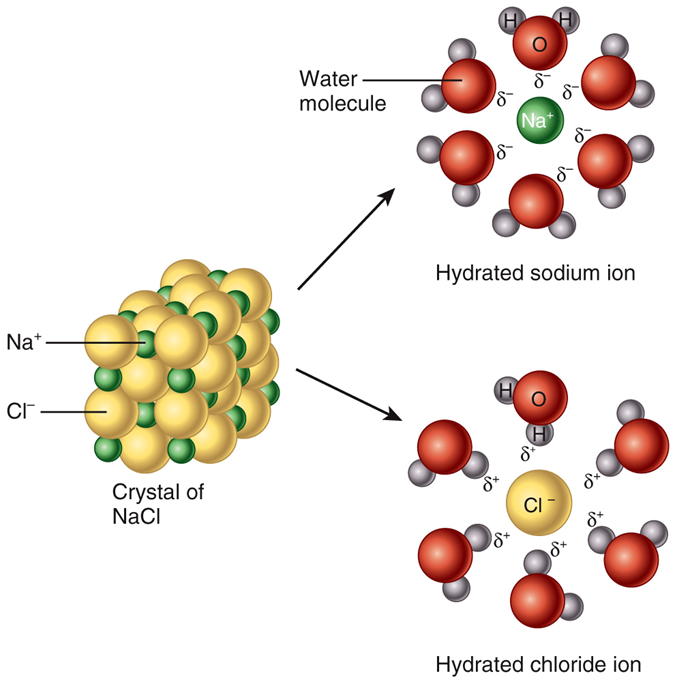 H H
O
Water
molecule
δ⁻
δ⁻
δ⁻
Na⁺
δ⁻
δ⁻
δ⁻
Hydrated sodium ion
Na⁺
Cl⁻
Crystal of
NaCl
H
O
H
δ⁺
δ⁺
δ⁺
Cl⁻
δ⁺
δ⁺
δ⁺
Hydrated chloride ion